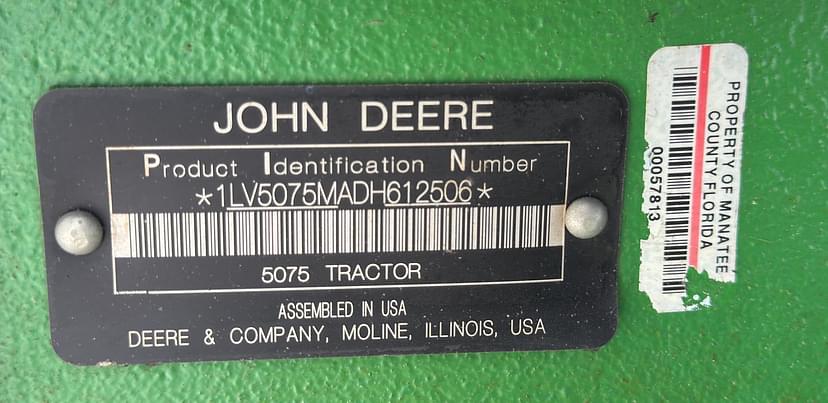 JOHN DEERE
Product Identification Number
*1LV5075MADH612506*
5075 TRACTOR
ASSEMBLED IN USA
DEERE & COMPANY, MOLINE, ILLINOIS, USA
PROPERTY OF MANATEE
COUNTY FLORIDA
00057813